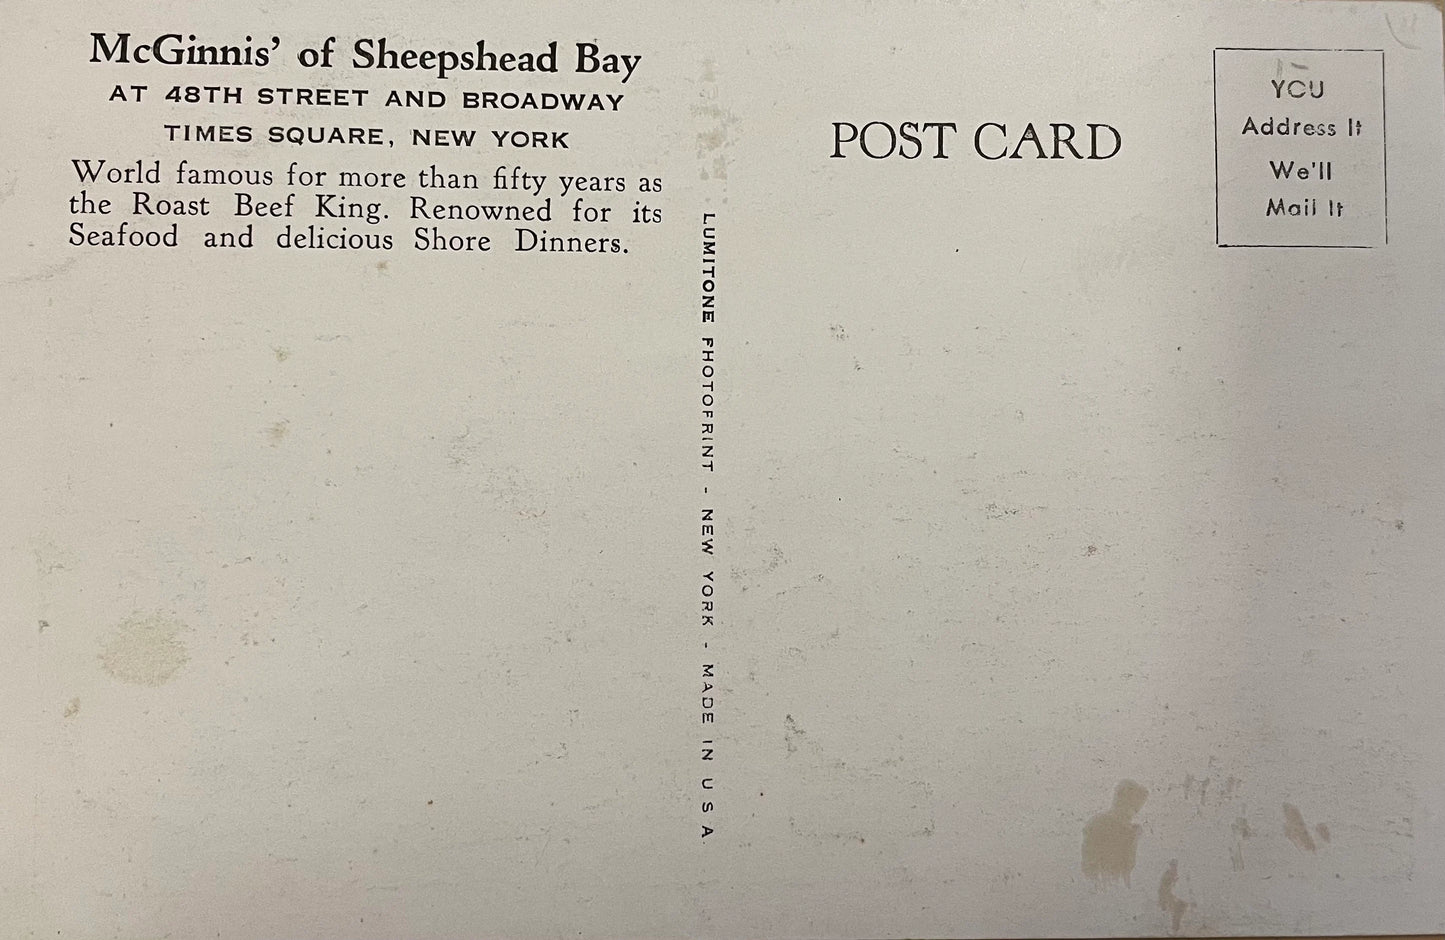 McGinnis' of Sheepshead Bay
AT 48TH STREET AND BROADWAY
TIMES SQUARE, NEW YORK
World famous for more than fifty years as
the Roast Beef King. Renowned for its
Seafood and delicious Shore Dinners.
LUMITONE PHOTOPRINT - NEW YORK - MADE IN U S A.
POST CARD
YOU
Address It
We'll
Mail It